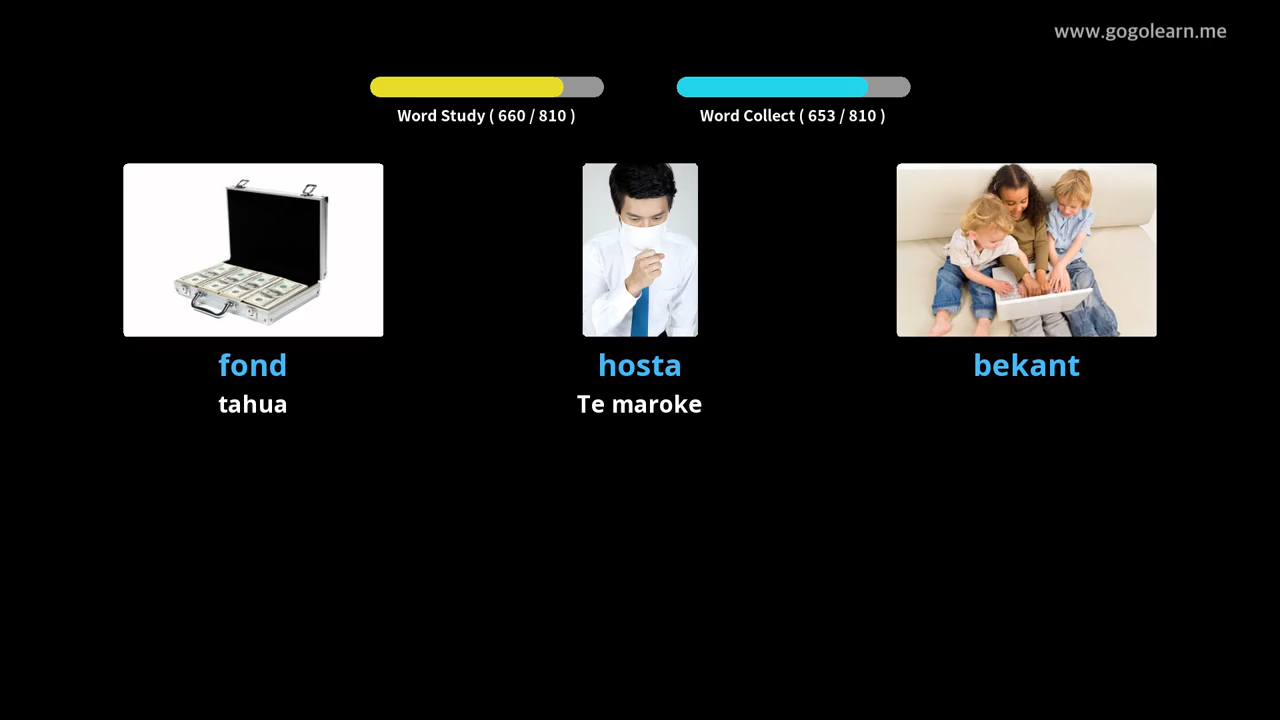 www.gogolearn.me
Word Study ( 660 / 810 )
Word Collect ( 653 / 810 )
fond
hosta
bekant
tahua
Te maroke